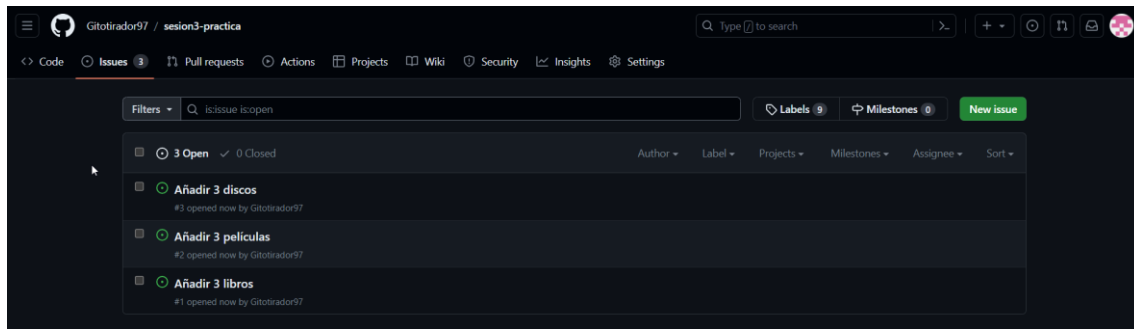 Gitotirador97 / sesion3-practica Type / to search
Code Issues 3 Pull requests Actions Projects Wiki Security Insights Settings
Filters is:issue is:open Labels 9 Milestones 0 New issue
3 Open 0 Closed Author Label Projects Milestones Assignee Sort
Añadir 3 discos
#3 opened now by Gitotirador97
Añadir 3 películas
#2 opened now by Gitotirador97
Añadir 3 libros
#1 opened now by Gitotirador97